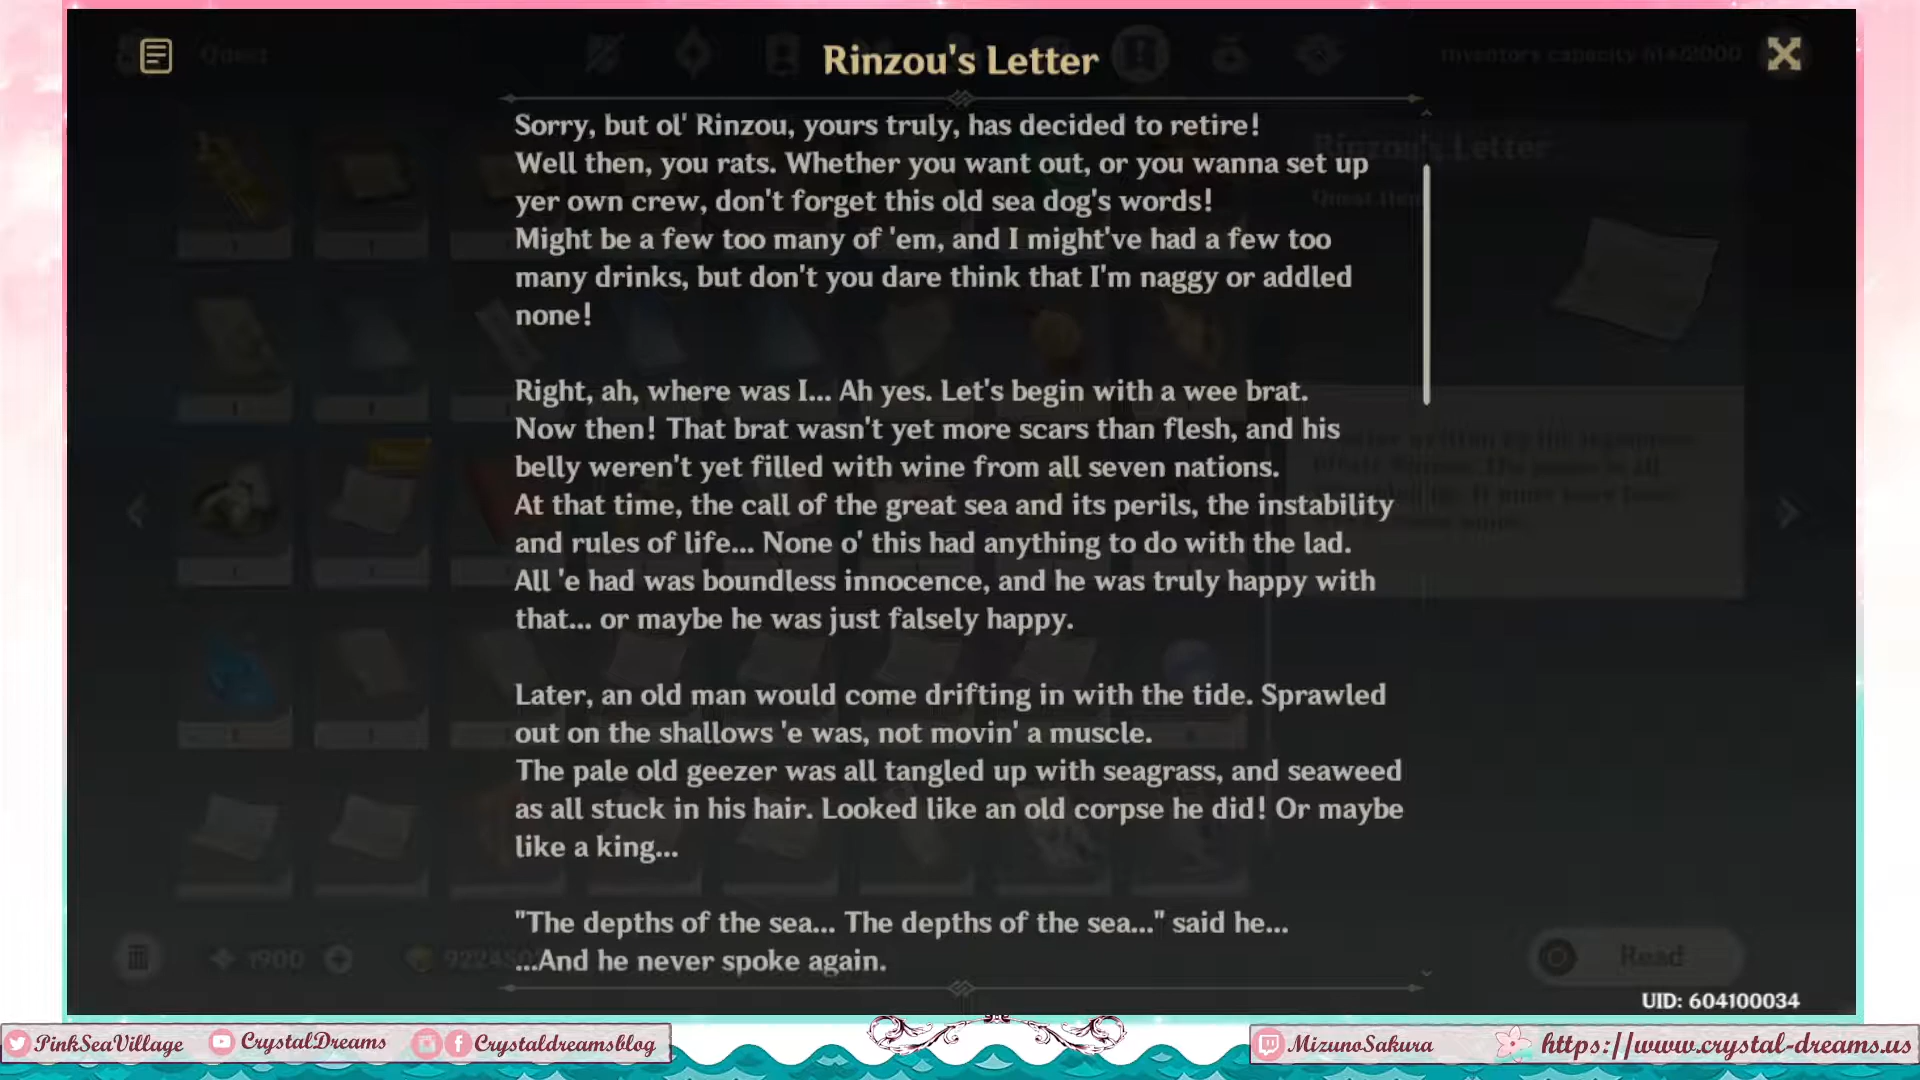 Quest
Rinzou's Letter
Sorry, but ol' Rinzou, yours truly, has decided to retire!
Well then, you rats. Whether you want out, or you wanna set up
yer own crew, don't forget this old sea dog's words!
Might be a few too many of 'em, and I might've had a few too
many drinks, but don't you dare think that I'm naggy or addled
none!
Right, ah, where was I... Ah yes. Let's begin with a wee brat.
Now then! That brat wasn't yet more scars than flesh, and his
belly weren't yet filled with wine from all seven nations.
At that time, the call of the great sea and its perils, the instability
and rules of life... None o' this had anything to do with the lad.
All 'e had was boundless innocence, and he was truly happy with
that... or maybe he was just falsely happy.
Later, an old man would come drifting in with the tide. Sprawled
out on the shallows 'e was, not movin' a muscle.
The pale old geezer was all tangled up with seagrass, and seaweed
as all stuck in his hair. Looked like an old corpse he did! Or maybe
like a king...
"The depths of the sea... The depths of the sea..." said he...
...And he never spoke again.
Rinzou's Letter
1900
Read
UID: 604100034
PinkSeaVillage
CrystalDreams
Crystaldreamsblog
MizunoSakura
https://www.crystal-dreams.us